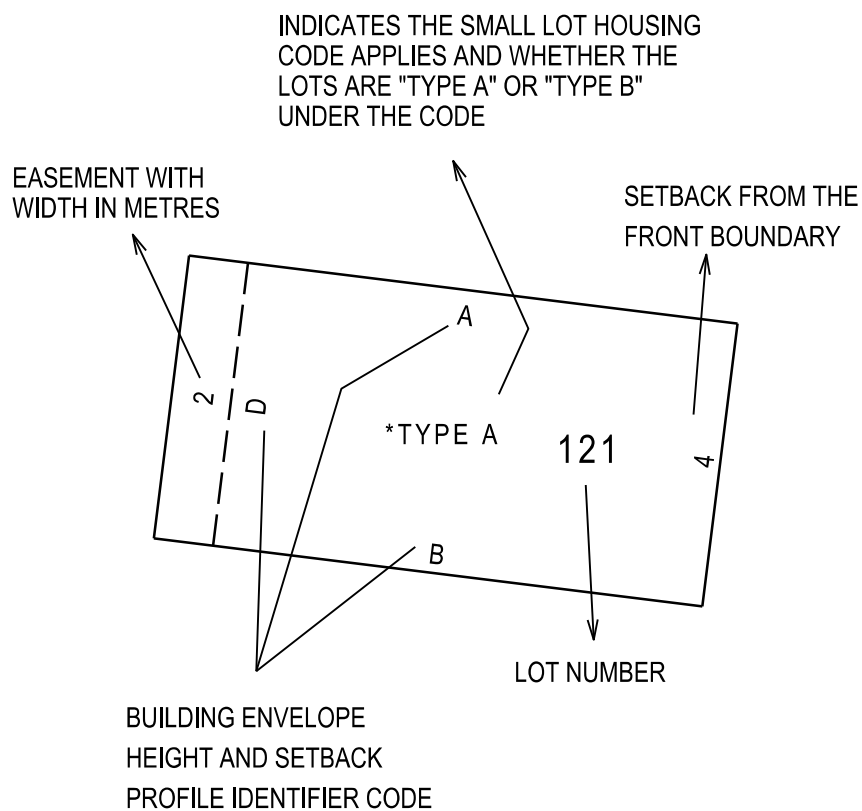 INDICATES THE SMALL LOT HOUSING
CODE APPLIES AND WHETHER THE
LOTS ARE "TYPE A" OR "TYPE B"
UNDER THE CODE
EASEMENT WITH
WIDTH IN METRES
SETBACK FROM THE
FRONT BOUNDARY
A
2
D
*TYPE A
121
4
B
LOT NUMBER
BUILDING ENVELOPE
HEIGHT AND SETBACK
PROFILE IDENTIFIER CODE